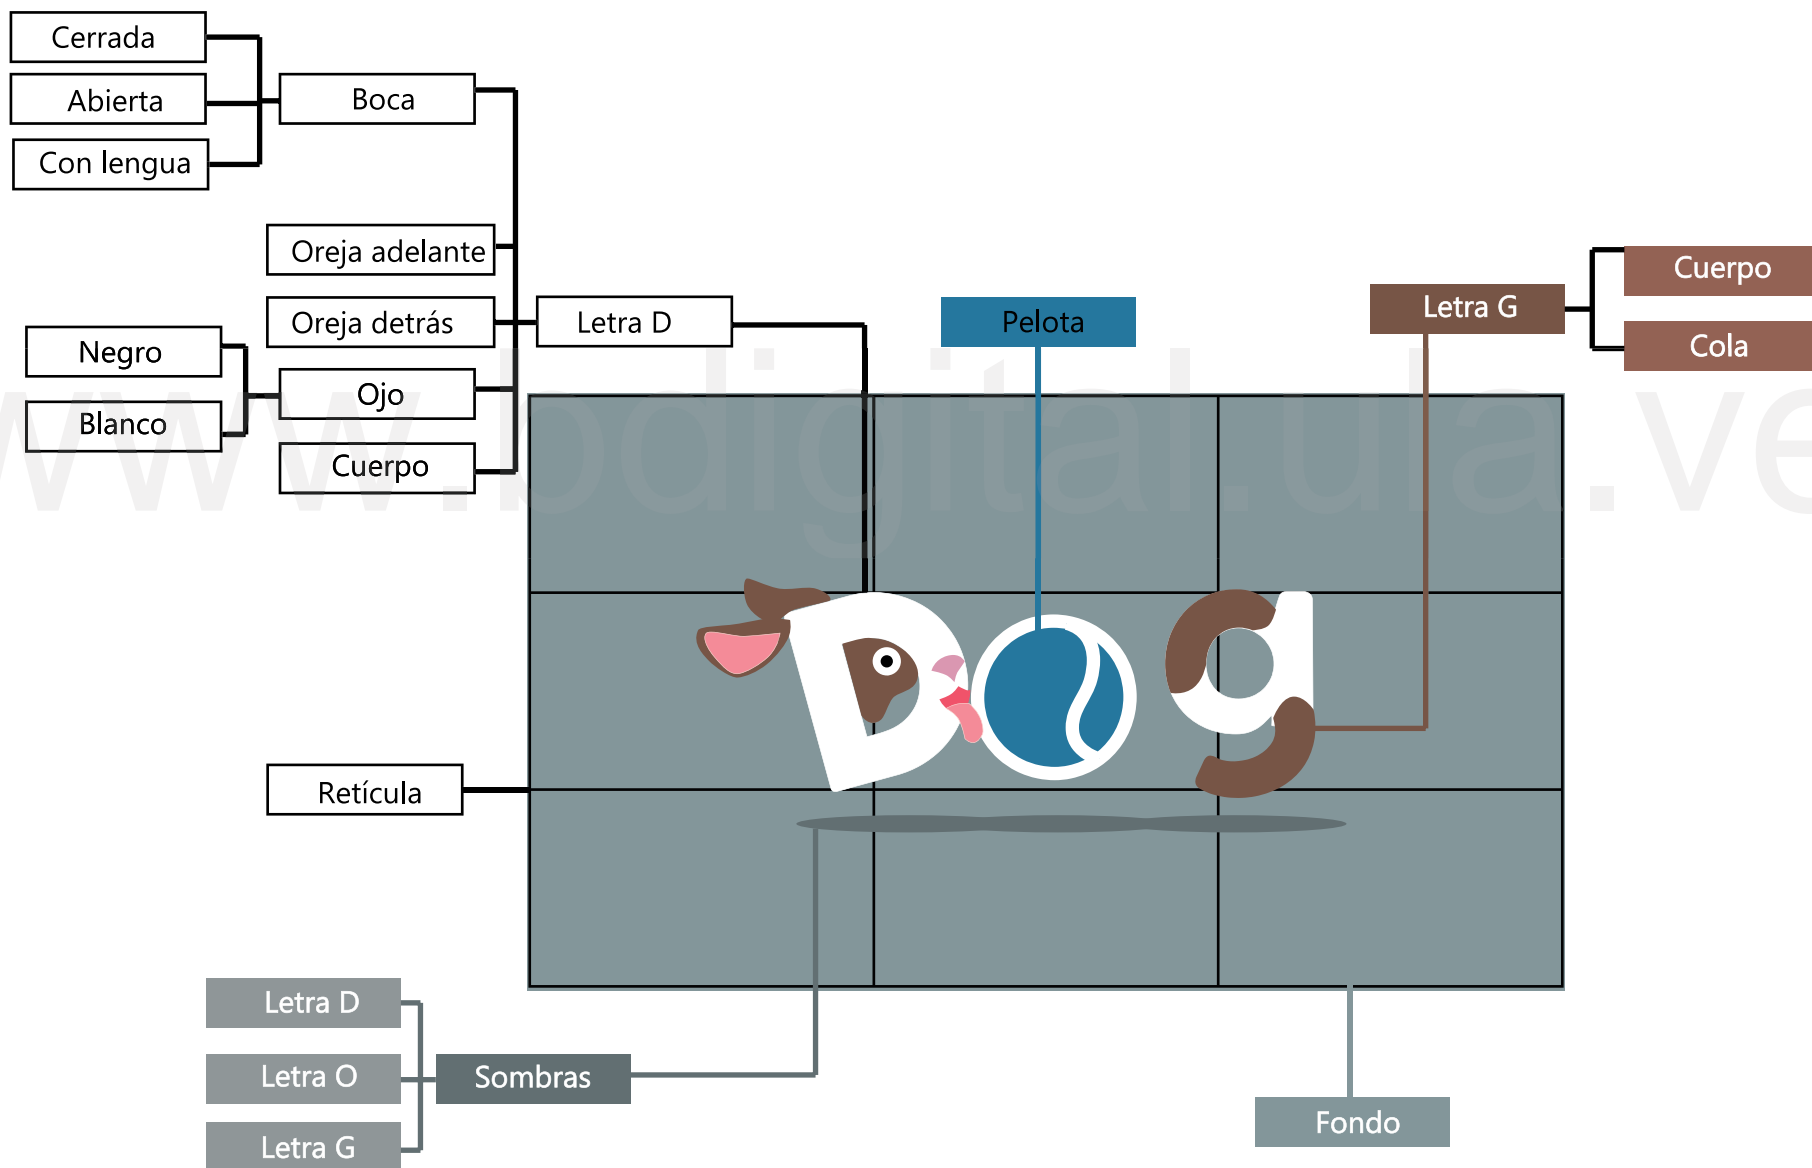 Cerrada
Abierta
Con lengua
Boca
Oreja adelante
Oreja detrás
Letra D
Negro
Blanco
Ojo
Cuerpo
Pelota
Letra G
Cuerpo
Cola
www.bdigital.ula.ve
Dog
Retícula
Letra D
Letra O
Letra G
Sombras
Fondo